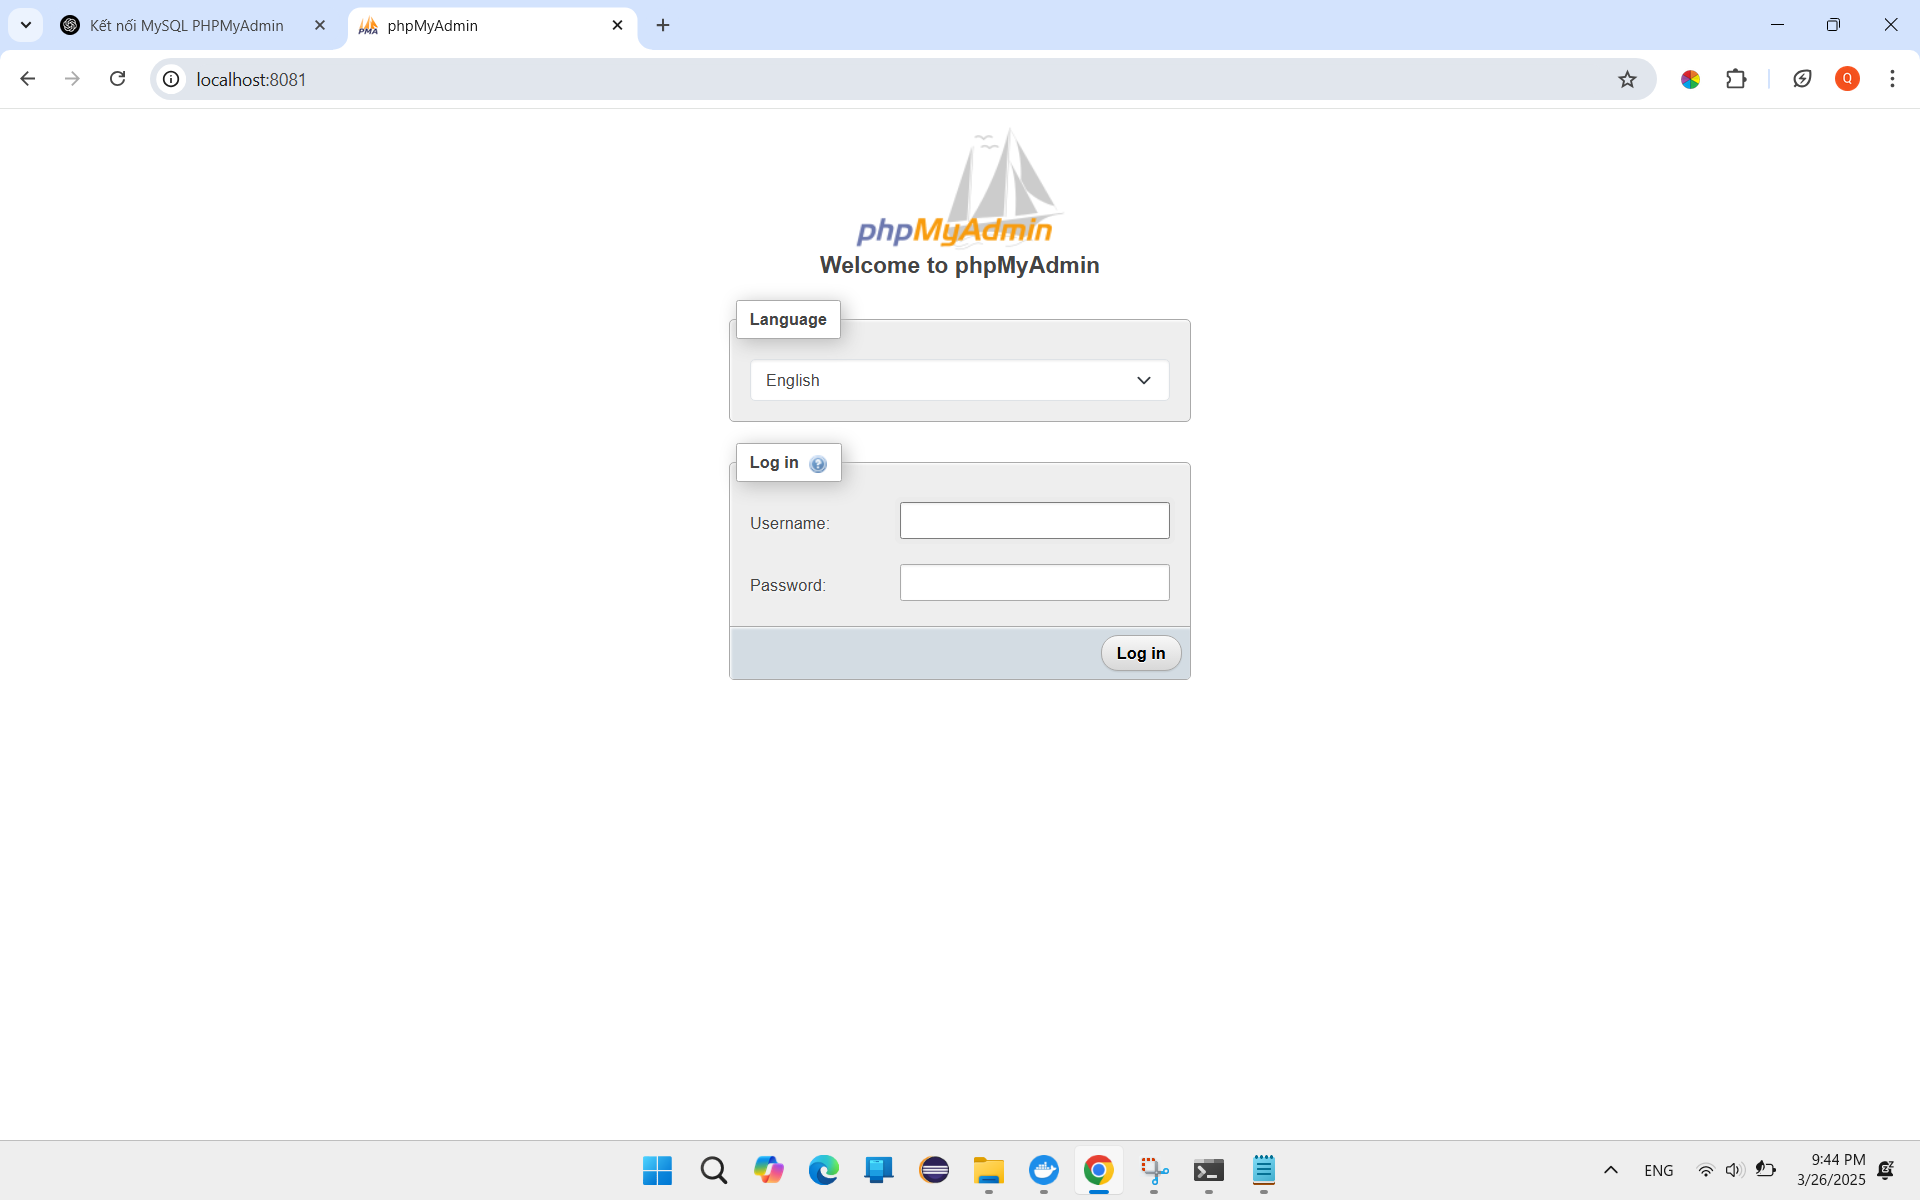 Kết nối MySQL PHPMyAdmin
phpMyAdmin
localhost:8081
Q
phpMyAdmin
Welcome to phpMyAdmin
Language
English
Log in
Username:
Password:
Log in
ENG
9:44 PM
3/26/2025